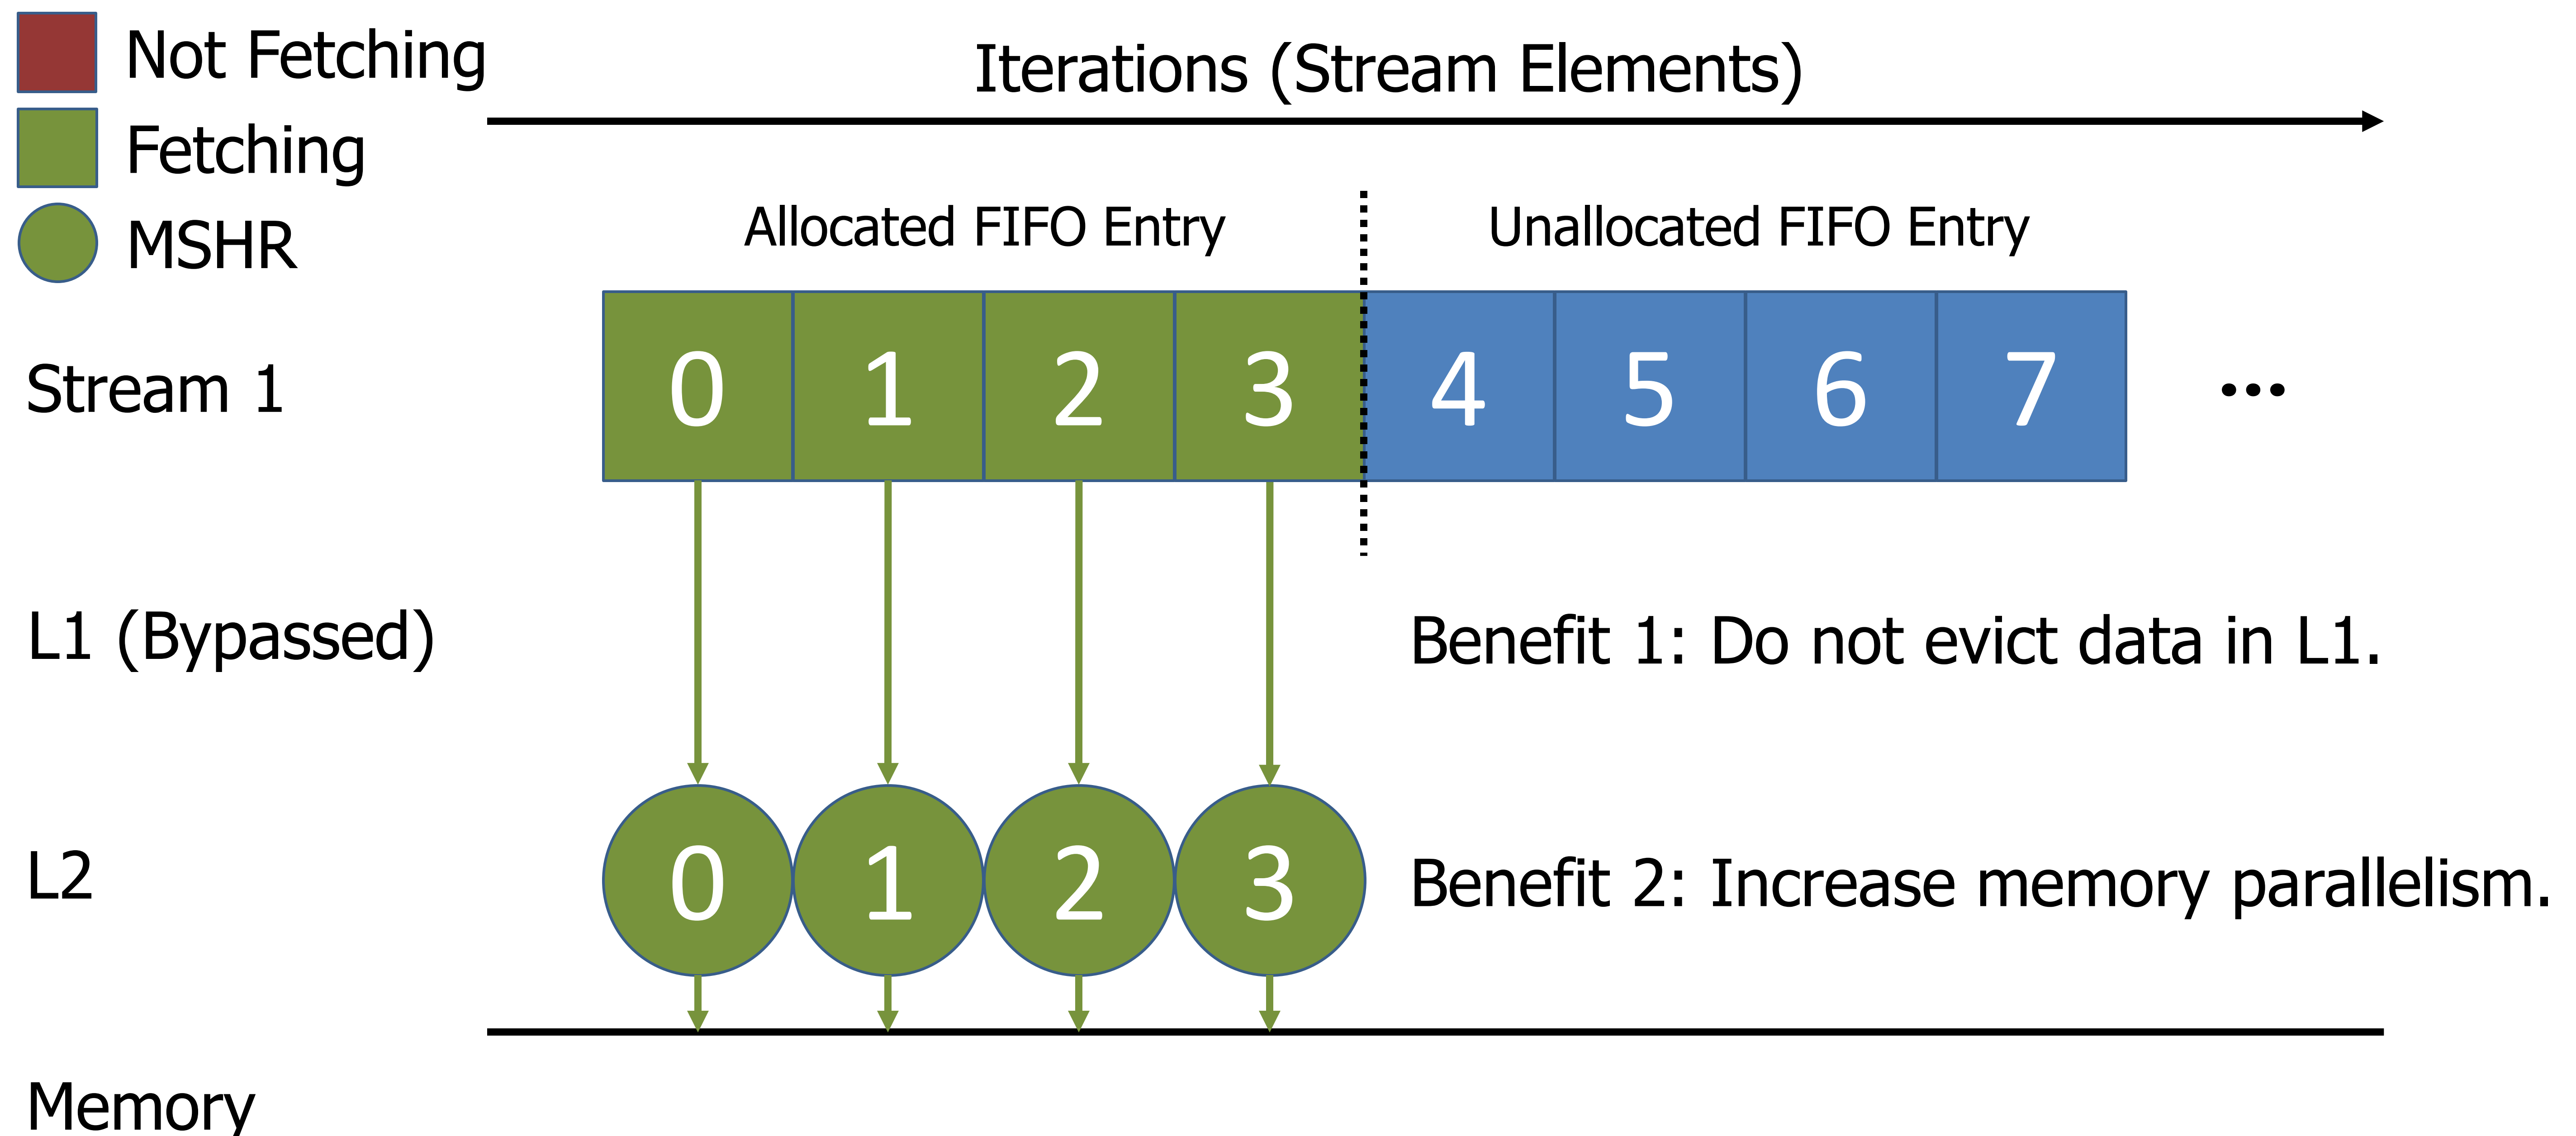 Not Fetching
Fetching
MSHR
Iterations (Stream Elements)
Allocated FIFO Entry
Unallocated FIFO Entry
Stream 1
0 1 2 3 4 5 6 7 ...
L1 (Bypassed)
Benefit 1: Do not evict data in L1.
L2
0 1 2 3
Benefit 2: Increase memory parallelism.
Memory